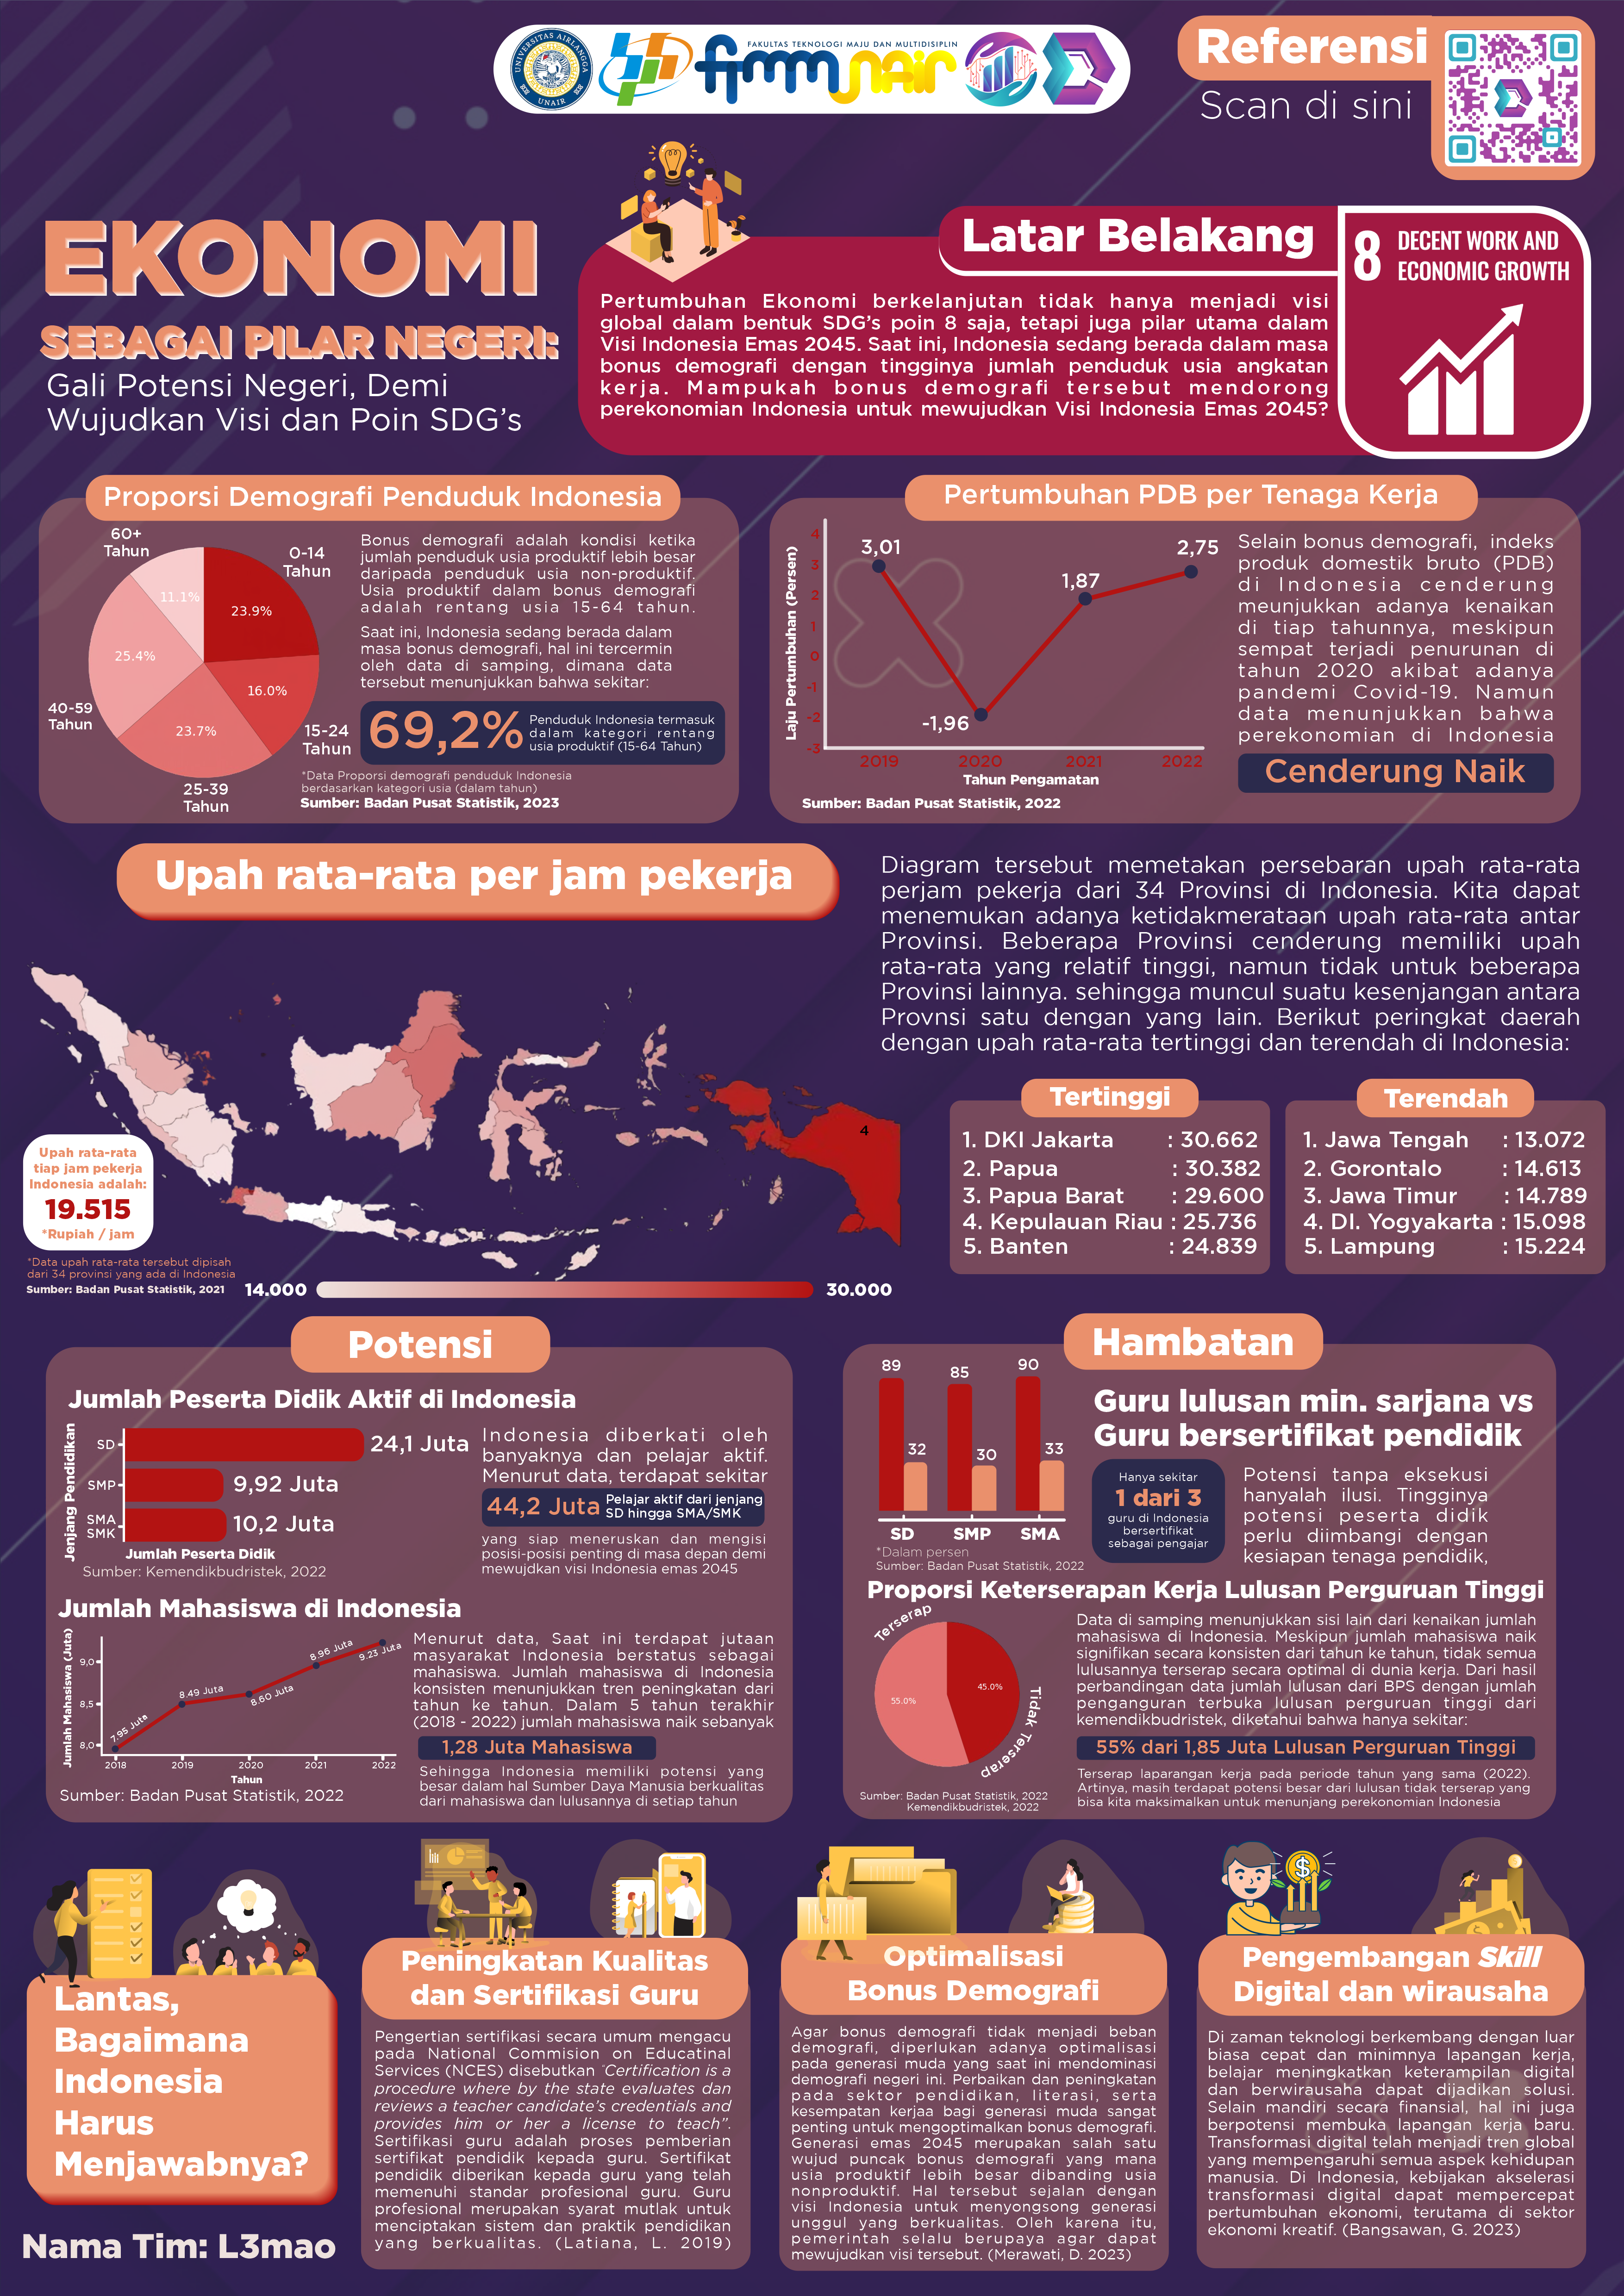 UNIVERSITAS AIRLANGGA
UNAIR
FAKULTAS TEKNOLOGI MAJU DAN MULTIDISIPLIN
ftmm unair
Referensi
Scan di sini
EKONOMI
SEBAGAI PILAR NEGERI:
Gali Potensi Negeri, Demi
Wujudkan Visi dan Poin SDG's
Latar Belakang
Pertumbuhan Ekonomi berkelanjutan tidak hanya menjadi visi
global dalam bentuk SDG's poin 8 saja, tetapi juga pilar utama dalam
Visi Indonesia Emas 2045. Saat ini, Indonesia sedang berada dalam masa
bonus demografi dengan tingginya jumlah penduduk usia angkatan
kerja. Mampukah bonus demografi tersebut mendorong
perekonomian Indonesia untuk mewujudkan Visi Indonesia Emas 2045?
8 DECENT WORK AND
ECONOMIC GROWTH
Proporsi Demografi Penduduk Indonesia
60+
Tahun
0-14
Tahun
11.1%
23.9%
25.4%
16.0%
23.7%
40-59
Tahun
15-24
Tahun
25-39
Tahun
Bonus demografi adalah kondisi ketika
jumlah penduduk usia produktif lebih besar
daripada penduduk usia non-produktif.
Usia produktif dalam bonus demografi
adalah rentang usia 15-64 tahun.
Saat ini, Indonesia sedang berada dalam
masa bonus demografi, hal ini tercermin
oleh data di samping, dimana data
tersebut menunjukkan bahwa sekitar:
69,2%
Penduduk Indonesia termasuk
dalam kategori rentang
usia produktif (15-64 Tahun)
*Data Proporsi demografi penduduk Indonesia
berdasarkan kategori usia (dalam tahun)
Sumber: Badan Pusat Statistik, 2023
Pertumbuhan PDB per Tenaga Kerja
Laju Pertumbuhan (Persen)
4
3
2
1
0
-1
-2
-3
3,01
-1,96
1,87
2,75
2019 2020 2021 2022
Tahun Pengamatan
Sumber: Badan Pusat Statistik, 2022
Selain bonus demografi, indeks
produk domestik bruto (PDB)
di Indonesia cenderung
meunjukkan adanya kenaikan
di tiap tahunnya, meskipun
sempat terjadi penurunan di
tahun 2020 akibat adanya
pandemi Covid-19. Namun
data menunjukkan bahwa
perekonomian di Indonesia
Cenderung Naik
Upah rata-rata per jam pekerja
4
Upah rata-rata
tiap jam pekerja
Indonesia adalah:
19.515
*Rupiah / jam
*Data upah rata-rata tersebut dipisah
dari 34 provinsi yang ada di Indonesia
Sumber: Badan Pusat Statistik, 2021
14.000
30.000
Diagram tersebut memetakan persebaran upah rata-rata
perjam pekerja dari 34 Provinsi di Indonesia. Kita dapat
menemukan adanya ketidakmerataan upah rata-rata antar
Provinsi. Beberapa Provinsi cenderung memiliki upah
rata-rata yang relatif tinggi, namun tidak untuk beberapa
Provinsi lainnya. sehingga muncul suatu kesenjangan antara
Provnsi satu dengan yang lain. Berikut peringkat daerah
dengan upah rata-rata tertinggi dan terendah di Indonesia:
Tertinggi
1. DKI Jakarta : 30.662
2. Papua : 30.382
3. Papua Barat : 29.600
4. Kepulauan Riau : 25.736
5. Banten : 24.839
Terendah
1. Jawa Tengah : 13.072
2. Gorontalo : 14.613
3. Jawa Timur : 14.789
4. DI. Yogyakarta : 15.098
5. Lampung : 15.224
Potensi
Jumlah Peserta Didik Aktif di Indonesia
Jenjang Pendidikan
SD
24,1 Juta
SMP
9,92 Juta
SMA
SMK
10,2 Juta
Jumlah Peserta Didik
Sumber: Kemendikbudristek, 2022
Indonesia diberkati oleh
banyaknya dan pelajar aktif.
Menurut data, terdapat sekitar
44,2 Juta
Pelajar aktif dari jenjang
SD hingga SMA/SMK
yang siap meneruskan dan mengisi
posisi-posisi penting di masa depan demi
mewujdkan visi Indonesia emas 2045
Jumlah Mahasiswa di Indonesia
Jumlah Mahasiswa (Juta)
9,0
8,5
8,0
7.95 Juta
8.49 Juta
8.60 Juta
8.96 Juta
9.23 Juta
2018 2019 2020 2021 2022
Tahun
Sumber: Badan Pusat Statistik, 2022
Menurut data, Saat ini terdapat jutaan
masyarakat Indonesia berstatus sebagai
mahasiswa. Jumlah mahasiswa di Indonesia
konsisten menunjukkan tren peningkatan dari
tahun ke tahun. Dalam 5 tahun terakhir
(2018 - 2022) jumlah mahasiswa naik sebanyak
1,28 Juta Mahasiswa
Sehingga Indonesia memiliki potensi yang
besar dalam hal Sumber Daya Manusia berkualitas
dari mahasiswa dan lulusannya di setiap tahun
Hambatan
89
32
85
30
90
33
SD SMP SMA
*Dalam persen
Sumber: Badan Pusat Statistik, 2022
Guru lulusan min. sarjana vs
Guru bersertifikat pendidik
Hanya sekitar
1 dari 3
guru di Indonesia
bersertifikat
sebagai pengajar
Potensi tanpa eksekusi
hanyalah ilusi. Tingginya
potensi peserta didik
perlu diimbangi dengan
kesiapan tenaga pendidik,
Proporsi Keterserapan Kerja Lulusan Perguruan Tinggi
Terserap
55.0%
45.0%
Tidak Terserap
Sumber: Badan Pusat Statistik, 2022
Kemendikbudristek, 2022
Data di samping menunjukkan sisi lain dari kenaikan jumlah
mahasiswa di Indonesia. Meskipun jumlah mahasiswa naik
signifikan secara konsisten dari tahun ke tahun, tidak semua
lulusannya terserap secara optimal di dunia kerja. Dari hasil
perbandingan data jumlah lulusan dari BPS dengan jumlah
penganguran terbuka lulusan perguruan tinggi dari
kemendikbudristek, diketahui bahwa hanya sekitar:
55% dari 1,85 Juta Lulusan Perguruan Tinggi
Terserap laparangan kerja pada periode tahun yang sama (2022).
Artinya, masih terdapat potensi besar dari lulusan tidak terserap yang
bisa kita maksimalkan untuk menunjang perekonomian Indonesia
Lantas,
Bagaimana
Indonesia
Harus
Menjawabnya?
Nama Tim: L3mao
Peningkatan Kualitas
dan Sertifikasi Guru
Pengertian sertifikasi secara umum mengacu
pada National Commision on Educatinal
Services (NCES) disebutkan "Certification is a
procedure where by the state evaluates dan
reviews a teacher candidate's credentials and
provides him or her a license to teach".
Sertifikasi guru adalah proses pemberian
sertifikat pendidik kepada guru. Sertifikat
pendidik diberikan kepada guru yang telah
memenuhi standar profesional guru. Guru
profesional merupakan syarat mutlak untuk
menciptakan sistem dan praktik pendidikan
yang berkualitas. (Latiana, L. 2019)
Optimalisasi
Bonus Demografi
Agar bonus demografi tidak menjadi beban
demografi, diperlukan adanya optimalisasi
pada generasi muda yang saat ini mendominasi
demografi negeri ini. Perbaikan dan peningkatan
pada sektor pendidikan, literasi, serta
kesempatan kerjaa bagi generasi muda sangat
penting untuk mengoptimalkan bonus demografi.
Generasi emas 2045 merupakan salah satu
wujud puncak bonus demografi yang mana
usia produktif lebih besar dibanding usia
nonproduktif. Hal tersebut sejalan dengan
visi Indonesia untuk menyongsong generasi
unggul yang berkualitas. Oleh karena itu,
pemerintah selalu berupaya agar dapat
mewujudkan visi tersebut. (Merawati, D. 2023)
Pengembangan Skill
Digital dan wirausaha
Di zaman teknologi berkembang dengan luar
biasa cepat dan minimnya lapangan kerja,
belajar meningkatkan keterampilan digital
dan berwirausaha dapat dijadikan solusi.
Selain mandiri secara finansial, hal ini juga
berpotensi membuka lapangan kerja baru.
Transformasi digital telah menjadi tren global
yang mempengaruhi semua aspek kehidupan
manusia. Di Indonesia, kebijakan akselerasi
transformasi digital dapat mempercepat
pertumbuhan ekonomi, terutama di sektor
ekonomi kreatif. (Bangsawan, G. 2023)